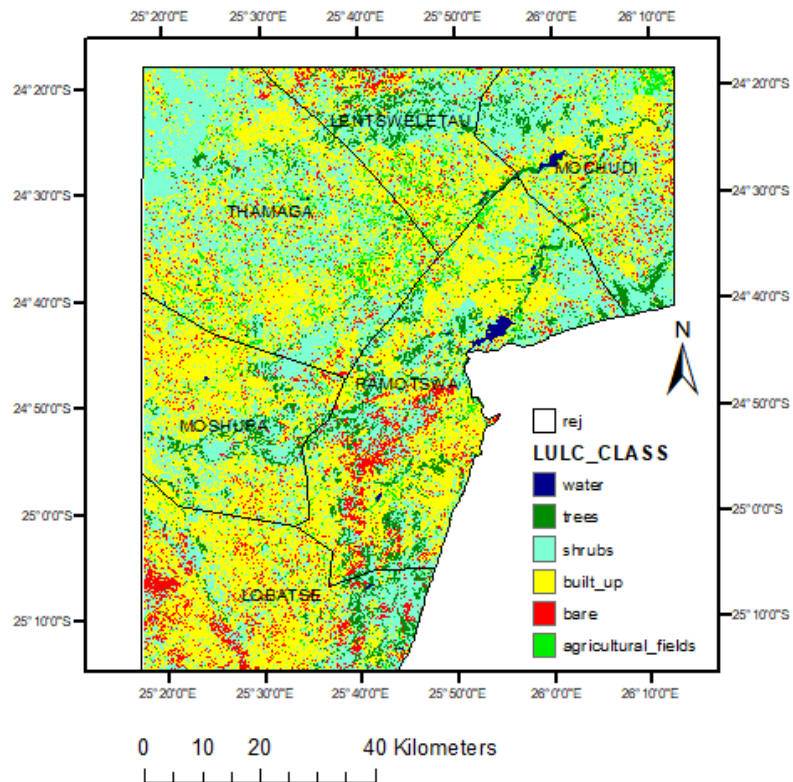 25°20'0"E 25°30'0"E 25°40'0"E 25°50'0"E 26°0'0"E 26°10'0"E
24°20'0"S 24°20'0"S
LENTSWELETAU
MOCHUDI
24°30'0"S 24°30'0"S
THAMAGA
24°40'0"S 24°40'0"S
N
RAMOTSWA
24°50'0"S 24°50'0"S
MOSHUPA
rej
LULC_CLASS
water
25°0'0"S 25°0'0"S
trees
shrubs
built_up
LOBATSE
bare
25°10'0"S 25°10'0"S
agricultural_fields
25°20'0"E 25°30'0"E 25°40'0"E 25°50'0"E 26°0'0"E 26°10'0"E
0 10 20 40 Kilometers